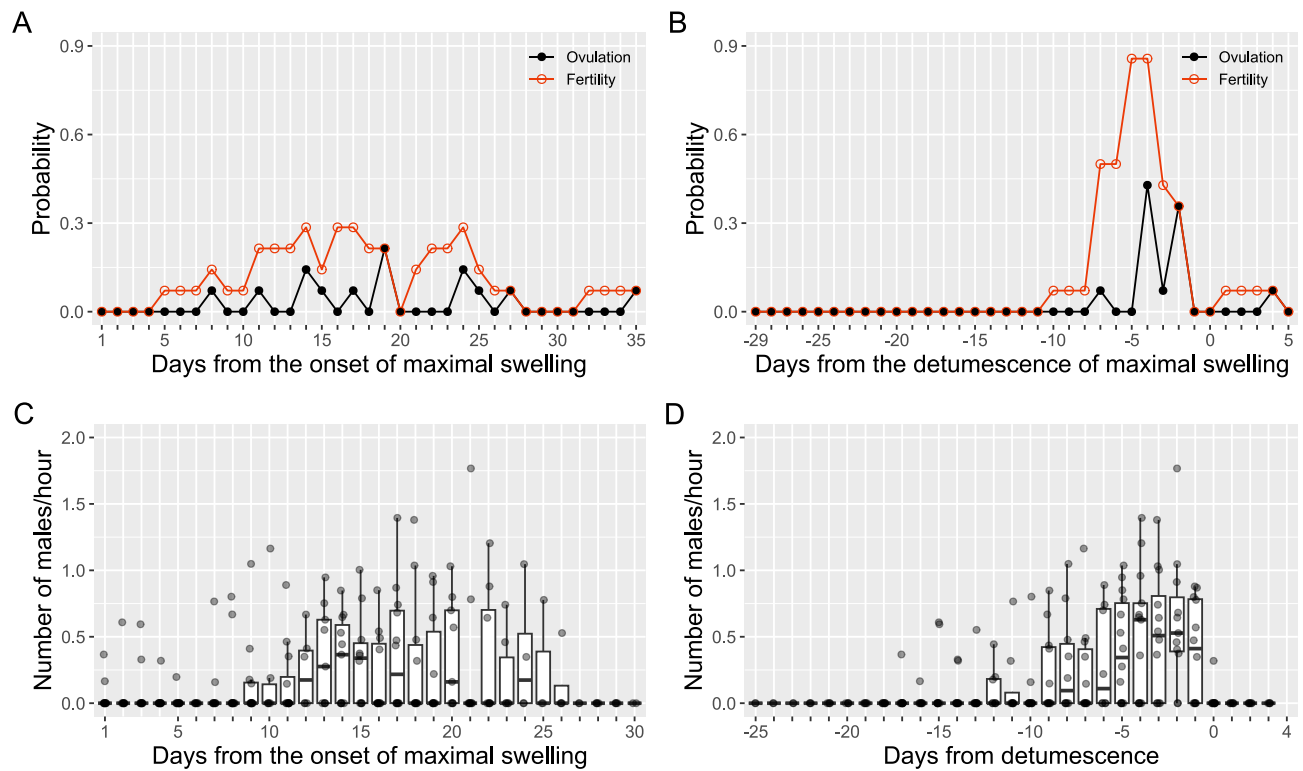 A
0.9
0.6
0.3
0.0
Probability
Ovulation
Fertility
1 5 10 15 20 25 30 35
Days from the onset of maximal swelling
B
0.9
0.6
0.3
0.0
Probability
Ovulation
Fertility
-29 -25 -20 -15 -10 -5 0 5
Days from the detumescence of maximal swelling
C
2.0
1.5
1.0
0.5
0.0
Number of males/hour
1 5 10 15 20 25 30
Days from the onset of maximal swelling
D
2.0
1.5
1.0
0.5
0.0
Number of males/hour
-25 -20 -15 -10 -5 0 4
Days from detumescence